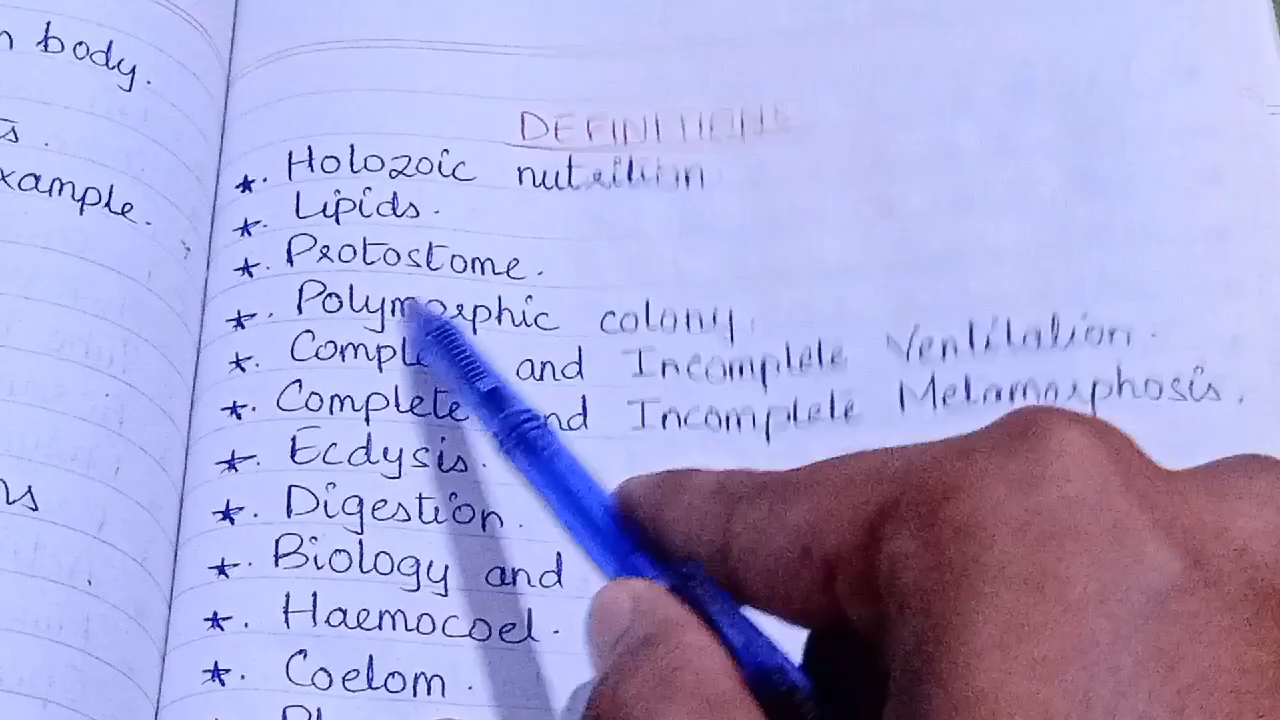 body.
DEFINITIONS
Holozoic nutrition
Lipids.
example.
Protostome.
Polymorphic colony.
Complete and Incomplete Ventilation.
Complete and Incomplete Metamorphosis.
Ecdysis.
Digestion.
Biology and
Haemocoel.
Coelom.